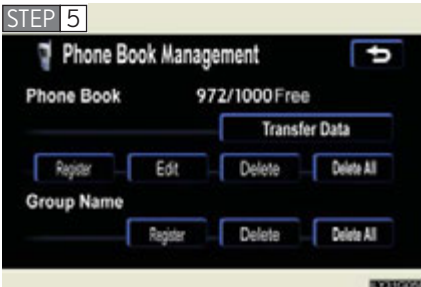 STEP 5
Phone Book Management
Phone Book 972/1000 Free
Transfer Data
Register Edit Delete Delete All
Group Name
Register Delete Delete All